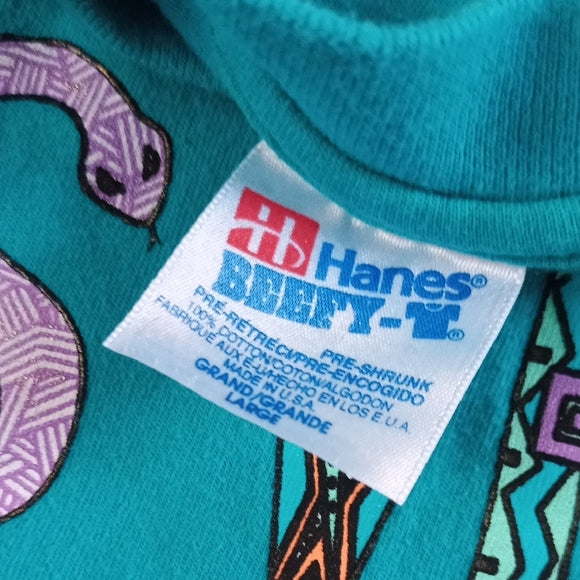 Hanes®
BEEFY-T®
PRE-SHRUNK
PRE-RETRECI/PRE-ENCOGIDO
100% COTTON/COTON/ALGODON
FABRIQUE AUX E.U./HECHO EN LOS E.U.A.
MADE IN U.S.A.
GRAND/GRANDE
LARGE